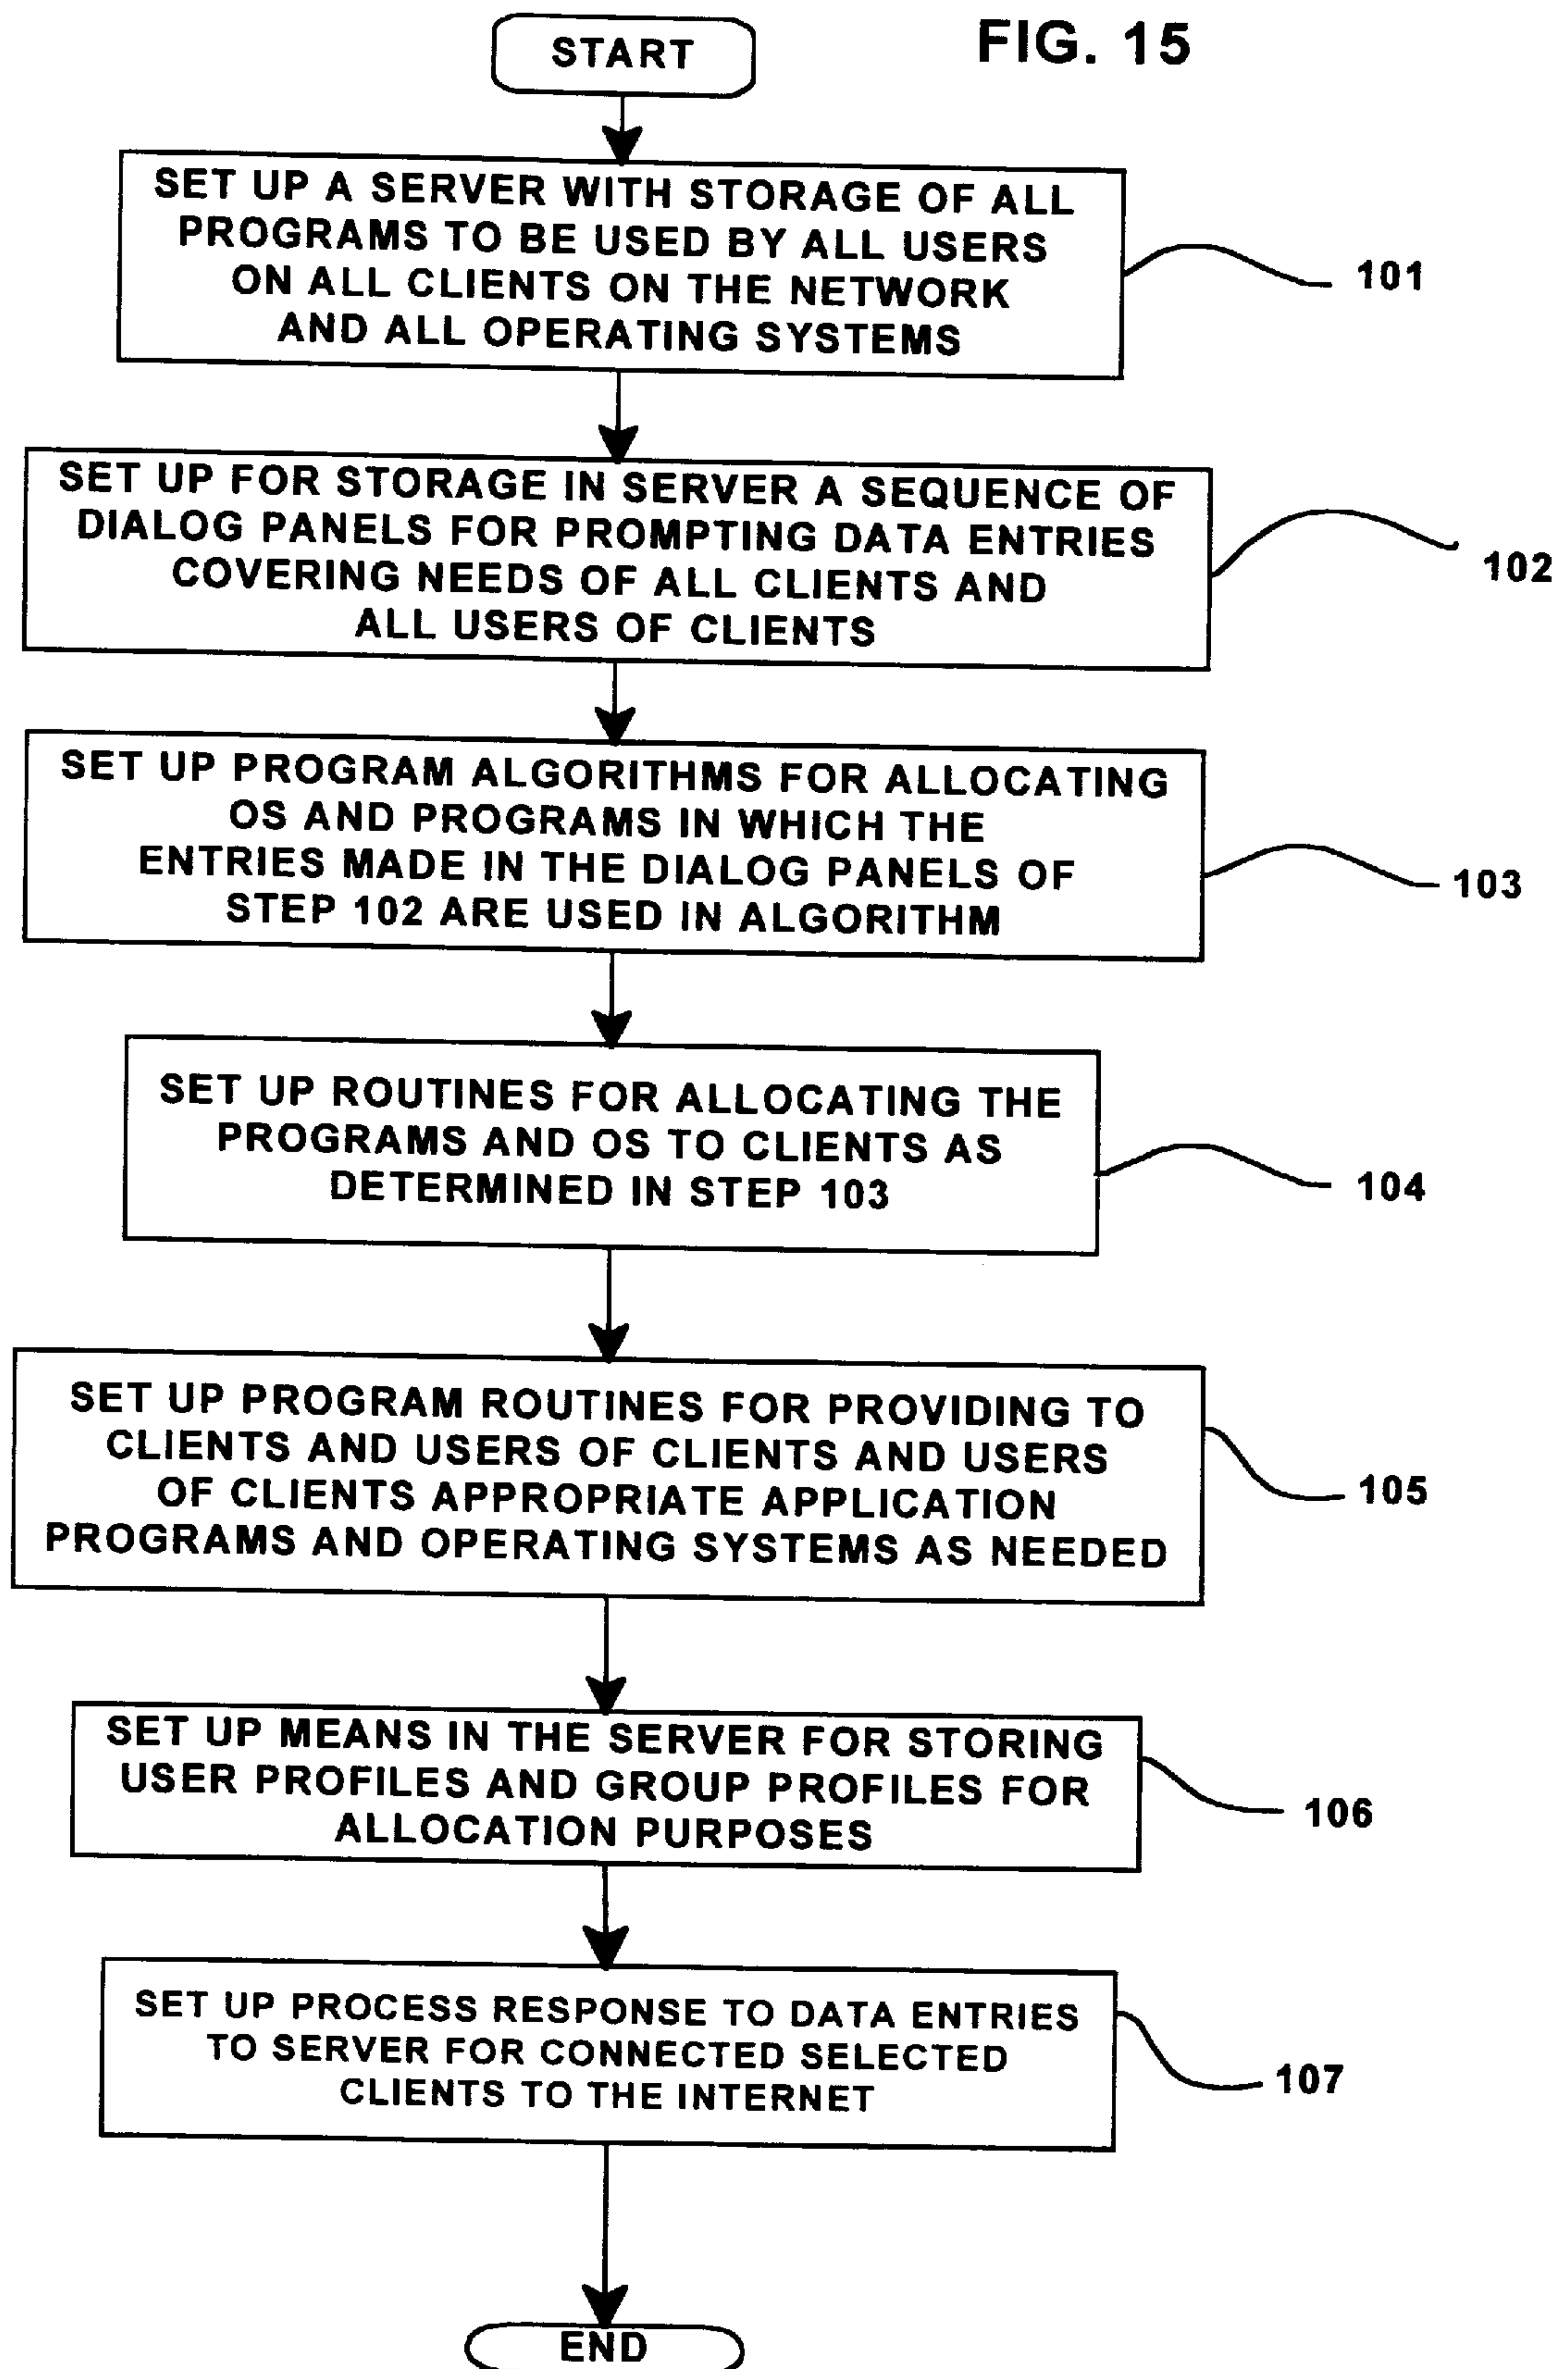 START
FIG. 15
SET UP A SERVER WITH STORAGE OF ALL
PROGRAMS TO BE USED BY ALL USERS
ON ALL CLIENTS ON THE NETWORK
AND ALL OPERATING SYSTEMS
101
SET UP FOR STORAGE IN SERVER A SEQUENCE OF
DIALOG PANELS FOR PROMPTING DATA ENTRIES
COVERING NEEDS OF ALL CLIENTS AND
ALL USERS OF CLIENTS
102
SET UP PROGRAM ALGORITHMS FOR ALLOCATING
OS AND PROGRAMS IN WHICH THE
ENTRIES MADE IN THE DIALOG PANELS OF
STEP 102 ARE USED IN ALGORITHM
103
SET UP ROUTINES FOR ALLOCATING THE
PROGRAMS AND OS TO CLIENTS AS
DETERMINED IN STEP 103
104
SET UP PROGRAM ROUTINES FOR PROVIDING TO
CLIENTS AND USERS OF CLIENTS AND USERS
OF CLIENTS APPROPRIATE APPLICATION
PROGRAMS AND OPERATING SYSTEMS AS NEEDED
105
SET UP MEANS IN THE SERVER FOR STORING
USER PROFILES AND GROUP PROFILES FOR
ALLOCATION PURPOSES
106
SET UP PROCESS RESPONSE TO DATA ENTRIES
TO SERVER FOR CONNECTED SELECTED
CLIENTS TO THE INTERNET
107
END